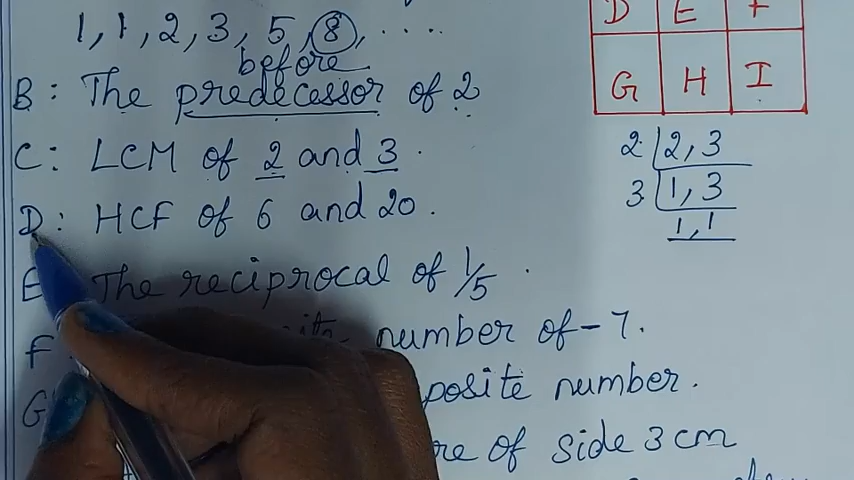 1, 1, 2, 3, 5, 8, ....
before
B: The predecessor of 2
C: LCM of 2 and 3.
D: HCF of 6 and 20.
E The reciprocal of 1/5.
F number of -7.
G posite number.
re of side 3 cm
D E F
G H I
2 2, 3
3 1, 3
1, 1